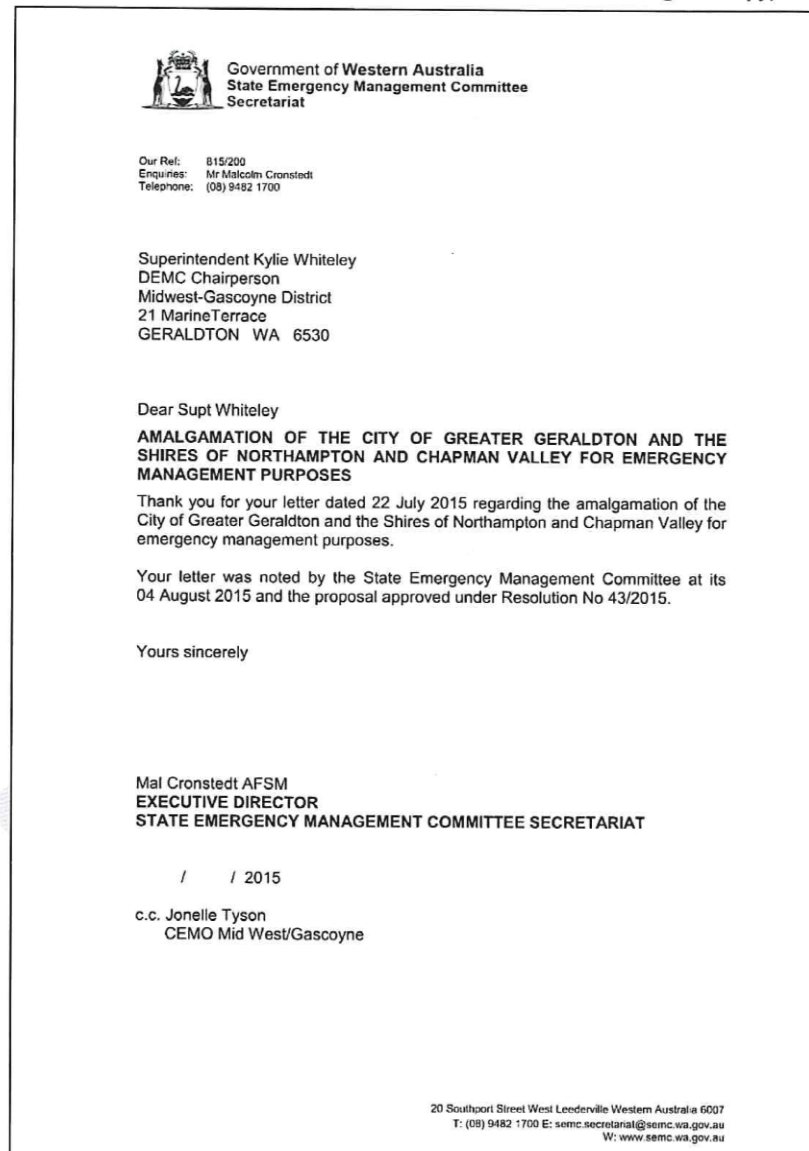 Government of Western Australia
State Emergency Management Committee
Secretariat
Our Ref: 815/200
Enquiries: Mr Malcolm Cronstedt
Telephone: (08) 9482 1700
Superintendent Kylie Whiteley
DEMC Chairperson
Midwest-Gascoyne District
21 MarineTerrace
GERALDTON WA 6530
Dear Supt Whiteley
AMALGAMATION OF THE CITY OF GREATER GERALDTON AND THE
SHIRES OF NORTHAMPTON AND CHAPMAN VALLEY FOR EMERGENCY
MANAGEMENT PURPOSES
Thank you for your letter dated 22 July 2015 regarding the amalgamation of the
City of Greater Geraldton and the Shires of Northampton and Chapman Valley for
emergency management purposes.
Your letter was noted by the State Emergency Management Committee at its
04 August 2015 and the proposal approved under Resolution No 43/2015.
Yours sincerely
Mal Cronstedt AFSM
EXECUTIVE DIRECTOR
STATE EMERGENCY MANAGEMENT COMMITTEE SECRETARIAT
/ / 2015
c.c. Jonelle Tyson
CEMO Mid West/Gascoyne
20 Southport Street West Leederville Western Australia 6007
T: (08) 9482 1700 E: semc.secretariat@semc.wa.gov.au
W: www.semc.wa.gov.au